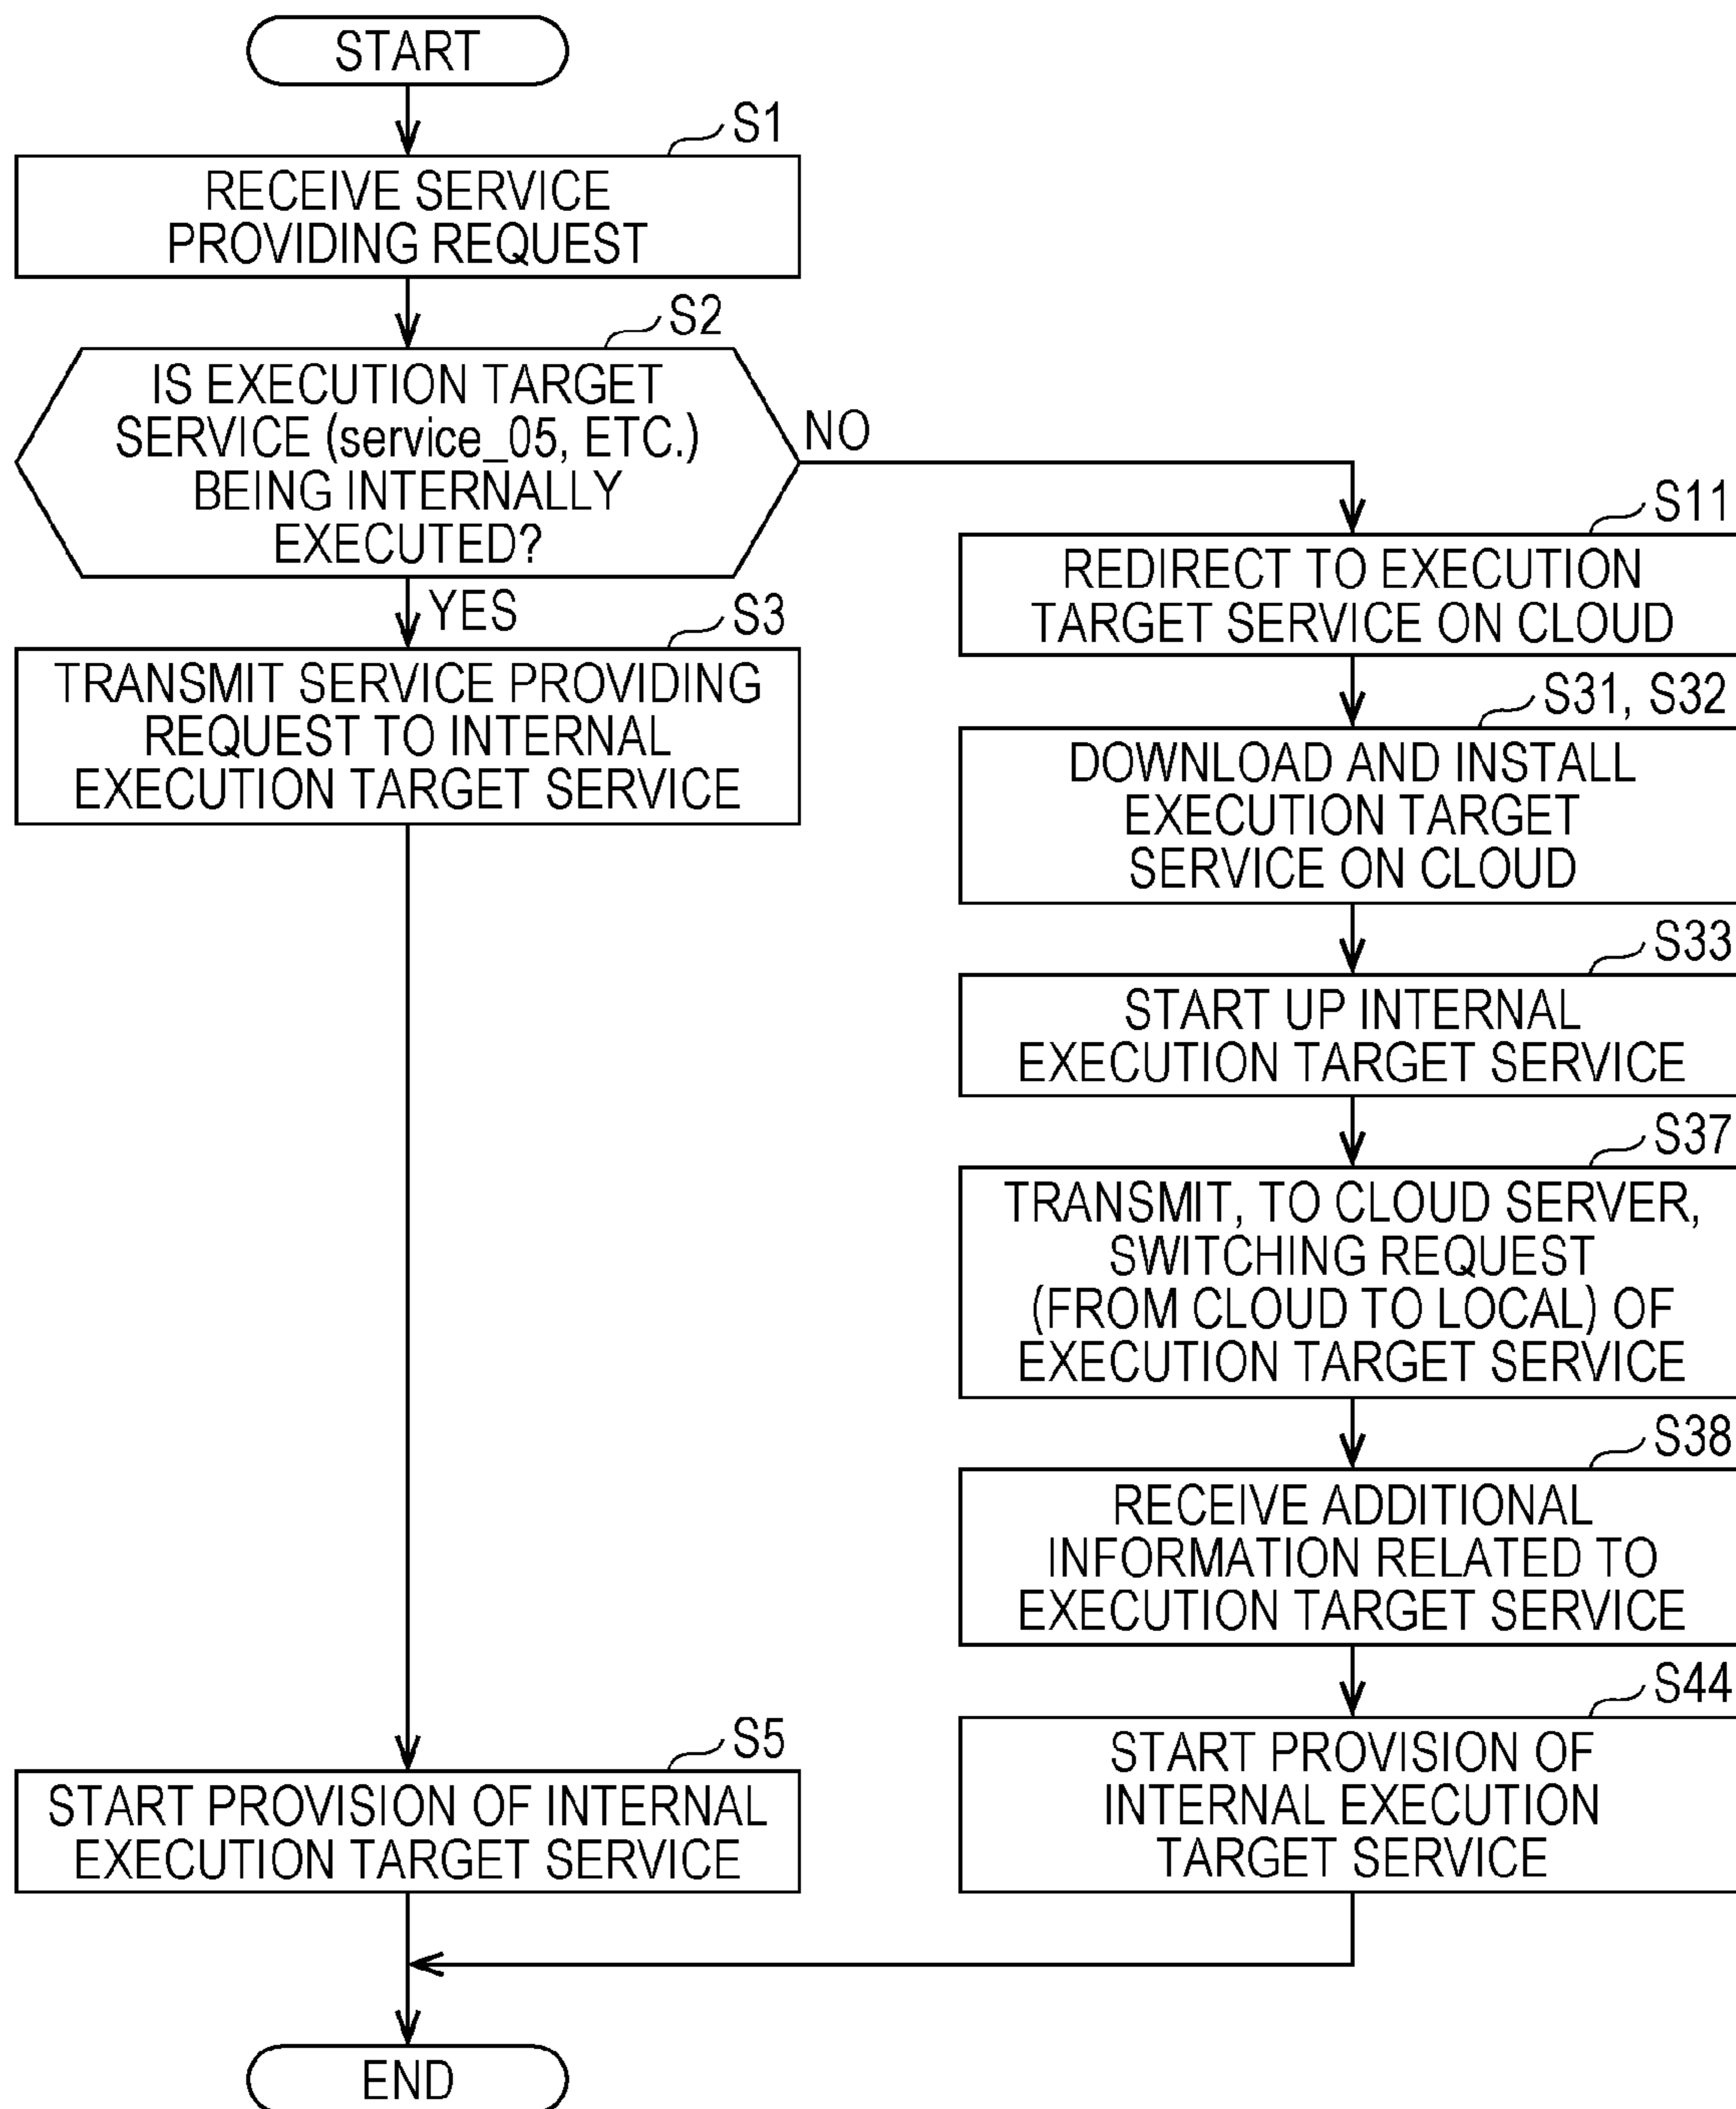 START
S1
RECEIVE SERVICE
PROVIDING REQUEST
S2
IS EXECUTION TARGET
SERVICE (service_05, ETC.)
BEING INTERNALLY
EXECUTED?
NO
YES
S3
TRANSMIT SERVICE PROVIDING
REQUEST TO INTERNAL
EXECUTION TARGET SERVICE
S11
REDIRECT TO EXECUTION
TARGET SERVICE ON CLOUD
S31, S32
DOWNLOAD AND INSTALL
EXECUTION TARGET
SERVICE ON CLOUD
S33
START UP INTERNAL
EXECUTION TARGET SERVICE
S37
TRANSMIT, TO CLOUD SERVER,
SWITCHING REQUEST
(FROM CLOUD TO LOCAL) OF
EXECUTION TARGET SERVICE
S38
RECEIVE ADDITIONAL
INFORMATION RELATED TO
EXECUTION TARGET SERVICE
S44
START PROVISION OF
INTERNAL EXECUTION
TARGET SERVICE
S5
START PROVISION OF INTERNAL
EXECUTION TARGET SERVICE
END